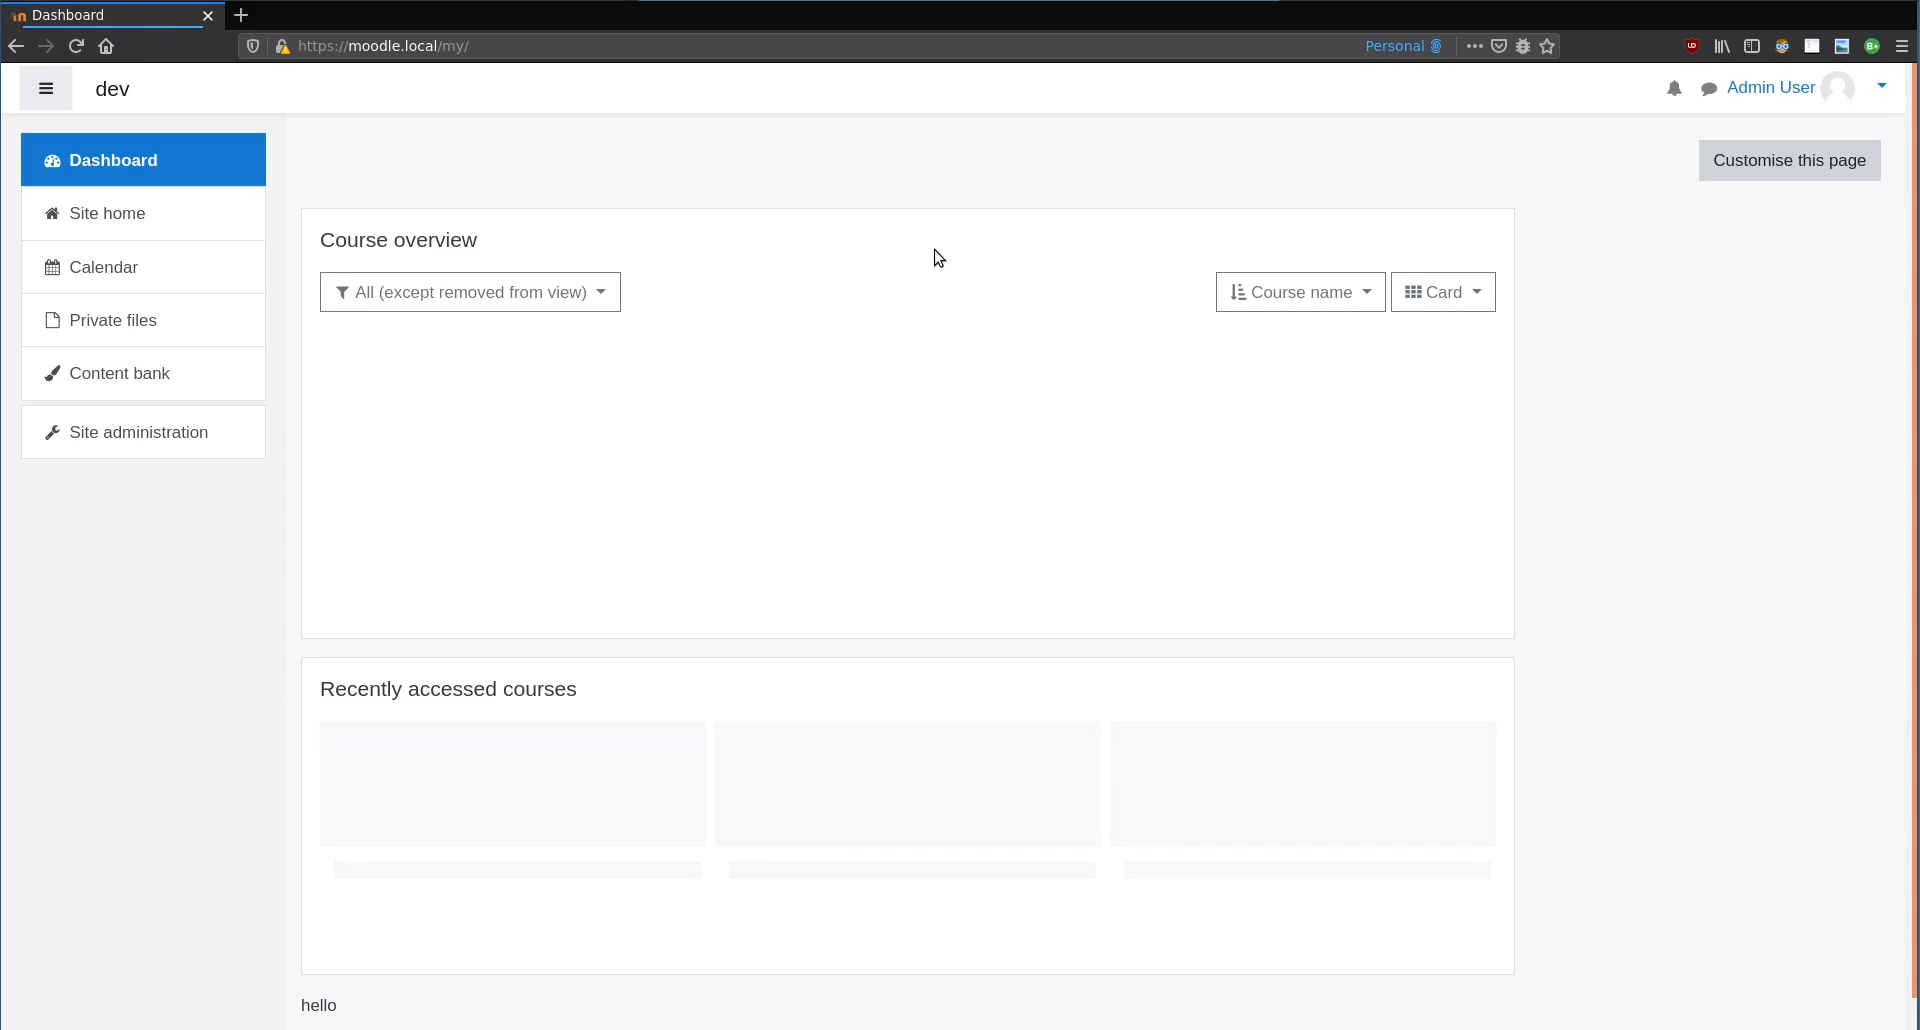 Dashboard
https://moodle.local/my/
Personal
dev
Admin User
Dashboard
Customise this page
Site home
Calendar
Private files
Content bank
Site administration
Course overview
All (except removed from view)
Course name
Card
Recently accessed courses
hello